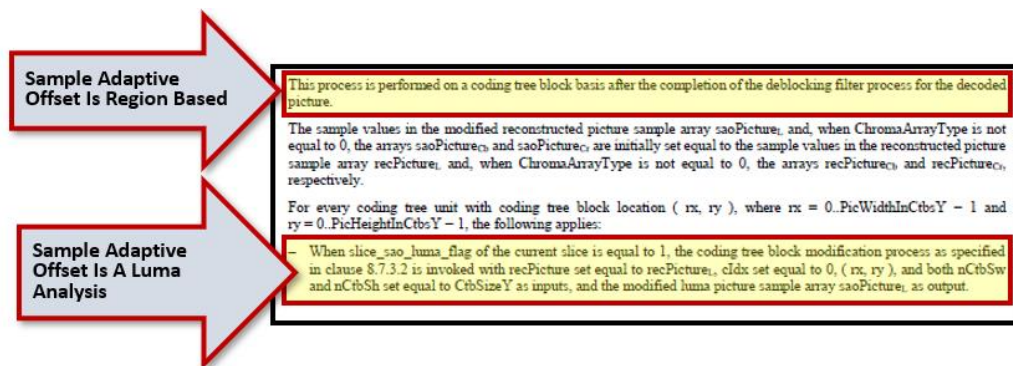 Sample Adaptive
Offset Is Region Based
This process is performed on a coding tree block basis after the completion of the deblocking filter process for the decoded
picture.
The sample values in the modified reconstructed picture sample array saoPictureL and, when ChromaArrayType is not
equal to 0, the arrays saoPictureCb and saoPictureCr are initially set equal to the sample values in the reconstructed picture
sample array recPictureL and, when ChromaArrayType is not equal to 0, the arrays recPictureCb and recPictureCr,
respectively.
For every coding tree unit with coding tree block location ( rx, ry ), where rx = 0..PicWidthInCtbsY − 1 and
ry = 0..PicHeightInCtbsY − 1, the following applies:
Sample Adaptive
Offset Is A Luma
Analysis
– When slice_sao_luma_flag of the current slice is equal to 1, the coding tree block modification process as specified
in clause 8.7.3.2 is invoked with recPicture set equal to recPictureL, cIdx set equal to 0, ( rx, ry ), and both nCtbSw
and nCtbSh set equal to CtbSizeY as inputs, and the modified luma picture sample array saoPictureL as output.